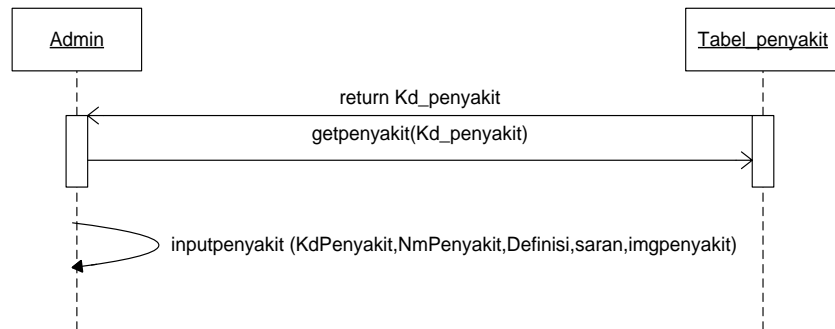 Admin
Tabel_penyakit
return Kd_penyakit
getpenyakit(Kd_penyakit)
inputpenyakit (KdPenyakit,NmPenyakit,Definisi,saran,imgpenyakit)